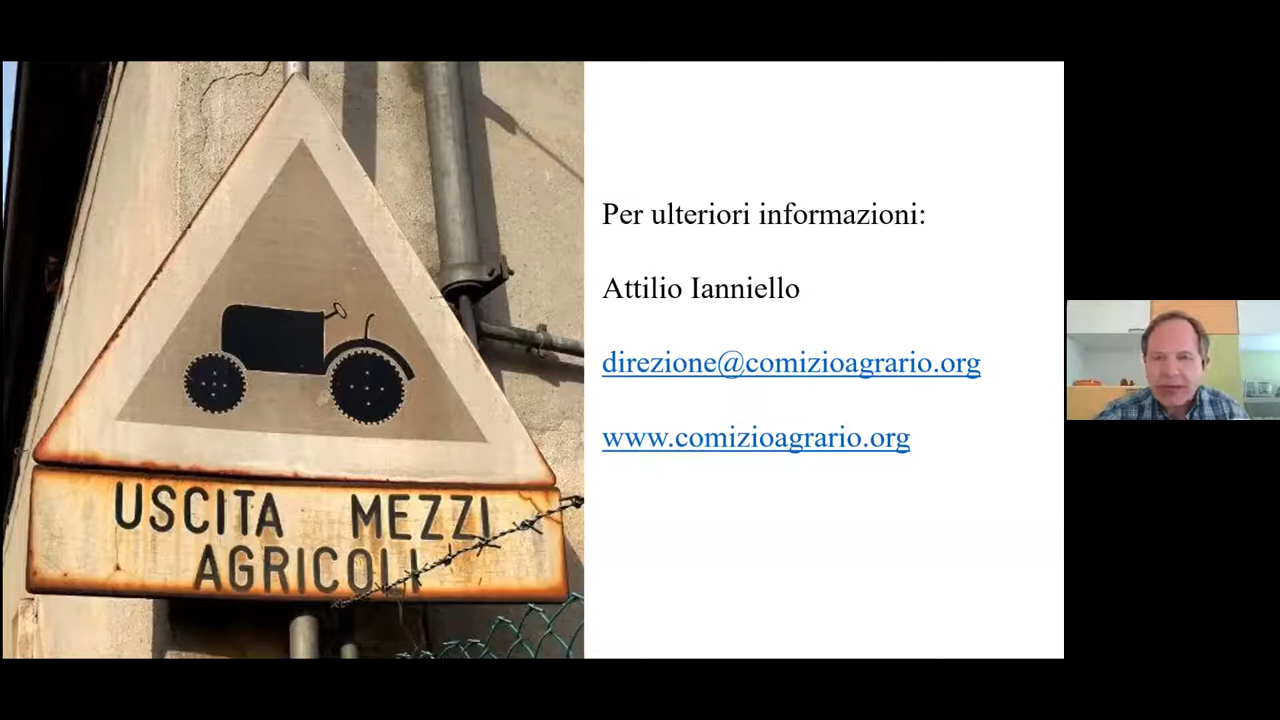 USCITA MEZZI
AGRICOLI
Per ulteriori informazioni:
Attilio Ianniello
direzione@comizioagrario.org
www.comizioagrario.org